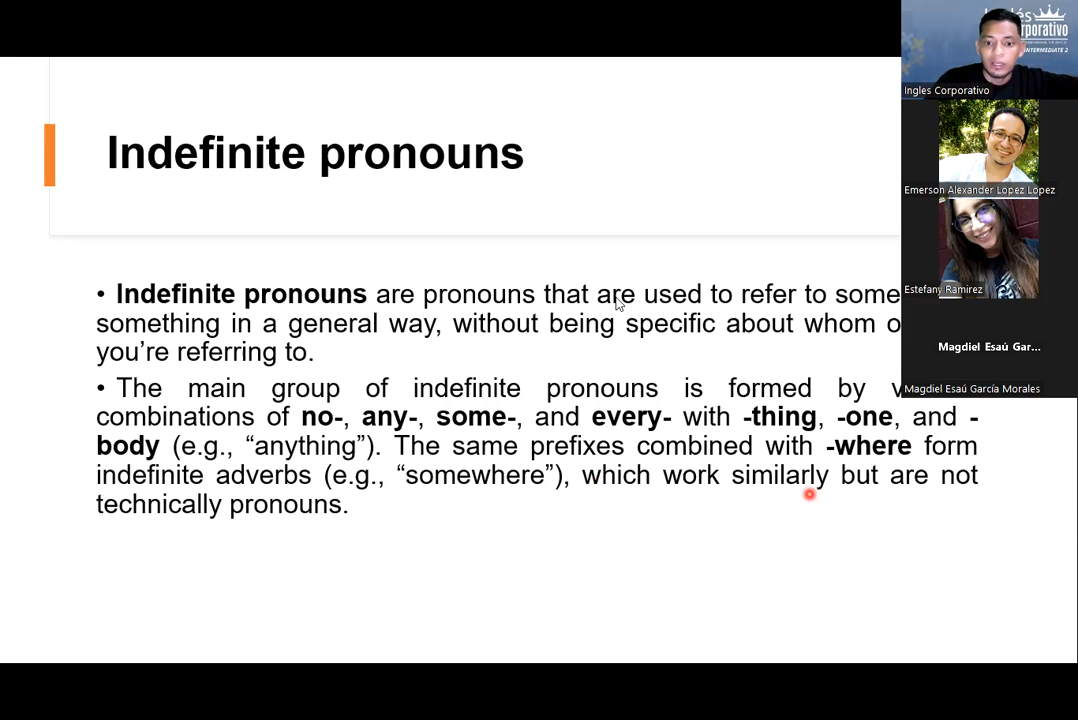 Indefinite pronouns
• Indefinite pronouns are pronouns that are used to refer to some
something in a general way, without being specific about whom o
you’re referring to.
• The main group of indefinite pronouns is formed by v
combinations of no-, any-, some-, and every- with -thing, -one, and -
body (e.g., “anything”). The same prefixes combined with -where form
indefinite adverbs (e.g., “somewhere”), which work similarly but are not
technically pronouns.
INTERMEDIATE 2
Ingles Corporativo
Emerson Alexander Lopez Lopez
Estefany Ramirez
Magdiel Esaú Gar...
Magdiel Esaú García Morales